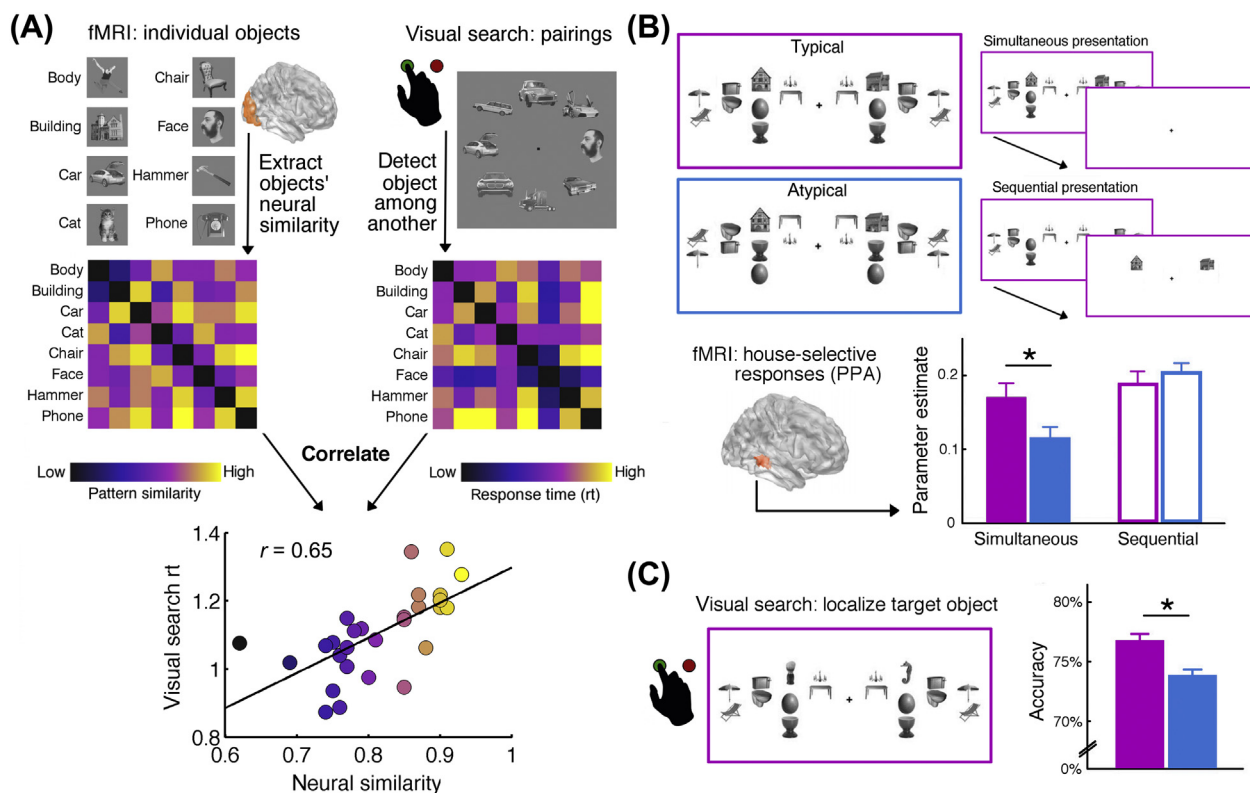 (A)
fMRI: individual objects
Body
Chair
Building
Face
Car
Hammer
Cat
Phone
Extract
objects'
neural
similarity
Visual search: pairings
Detect
object
among
another
Body
Building
Car
Cat
Chair
Face
Hammer
Phone
Body
Building
Car
Cat
Chair
Face
Hammer
Phone
Low
High
Pattern similarity
Correlate
Low
High
Response time (rt)
r = 0.65
Visual search rt
1.4
1.2
1
0.8
0.6
0.7
0.8
0.9
1
Neural similarity
(B)
Typical
+
Atypical
+
Simultaneous presentation
+
+
Sequential presentation
+
+
fMRI: house-selective
responses (PPA)
Parameter estimate
0.2
0.1
0
*
Simultaneous
Sequential
(C)
Visual search: localize target object
+
Accuracy
80%
75%
70%
0%
*